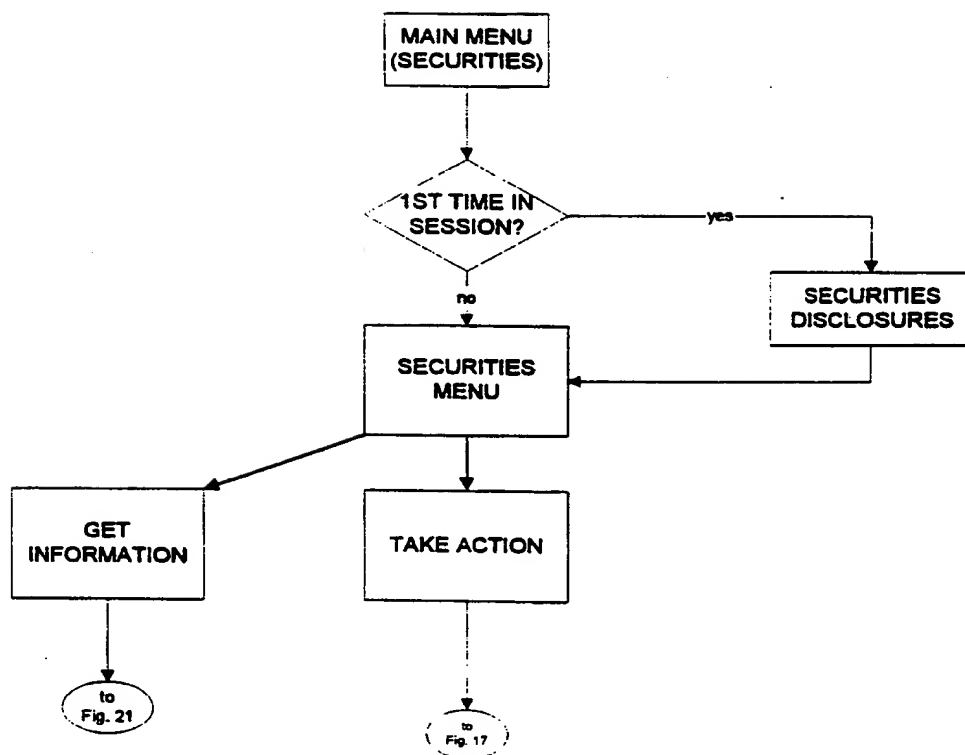 MAIN MENU
(SECURITIES)
1ST TIME IN
SESSION?
yes
no
SECURITIES
DISCLOSURES
SECURITIES
MENU
GET
INFORMATION
TAKE ACTION
to
Fig. 21
to
Fig. 17